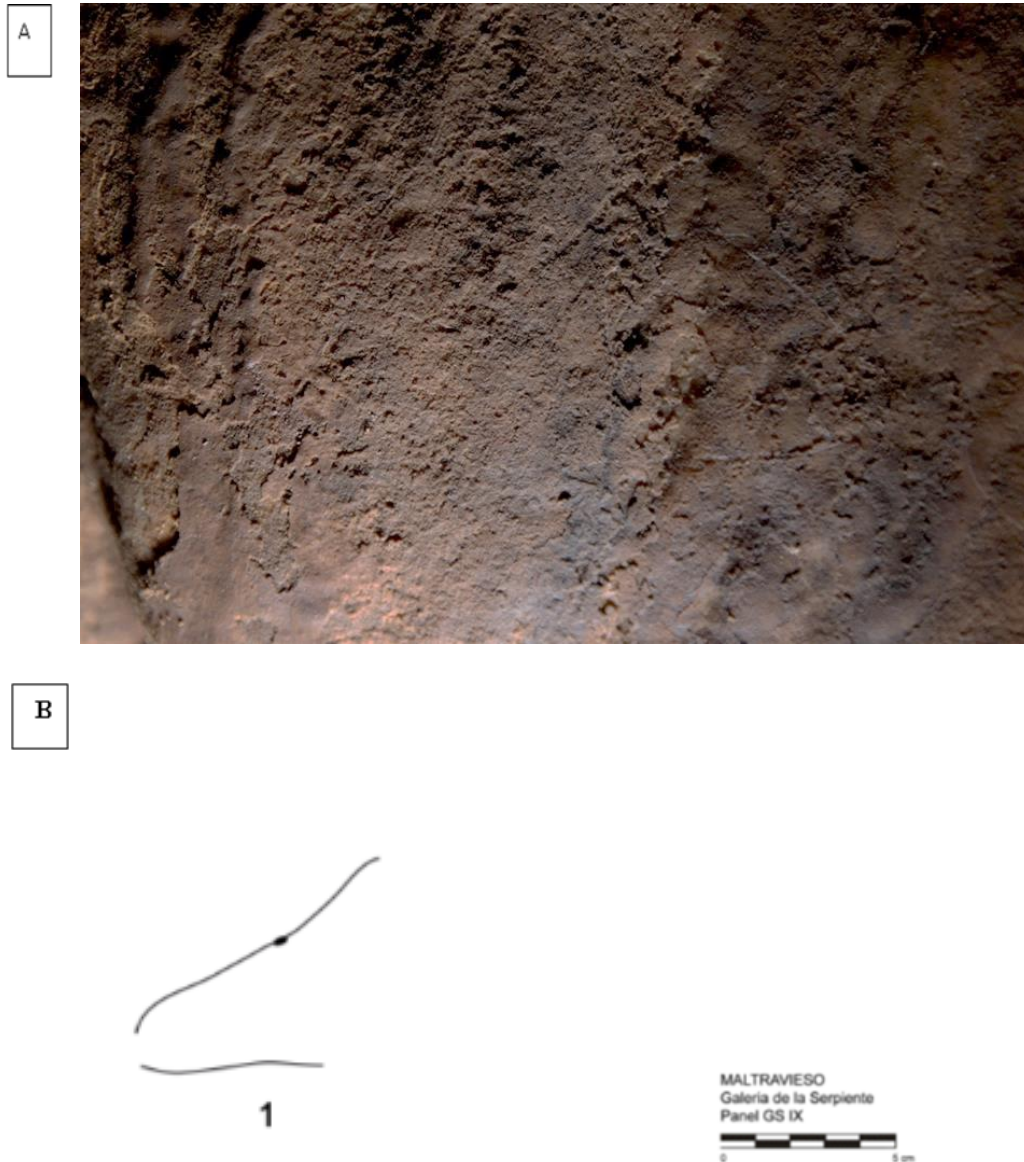 A
B
1
MALTRAVIESO
Galería de la Serpiente
Panel GS IX
0 5 cm